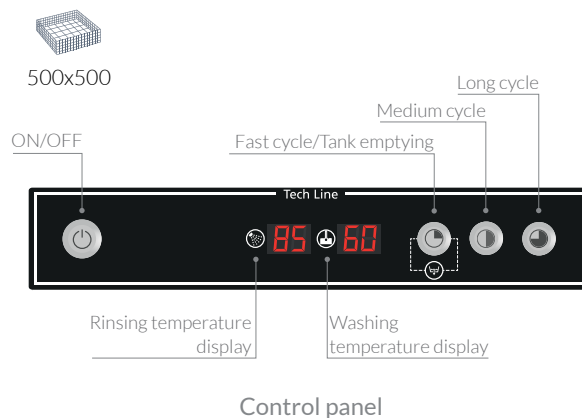 500x500
Long cycle
Medium cycle
ON/OFF
Fast cycle/Tank emptying
Tech Line
85
60
Rinsing temperature
display
Washing
temperature display
Control panel